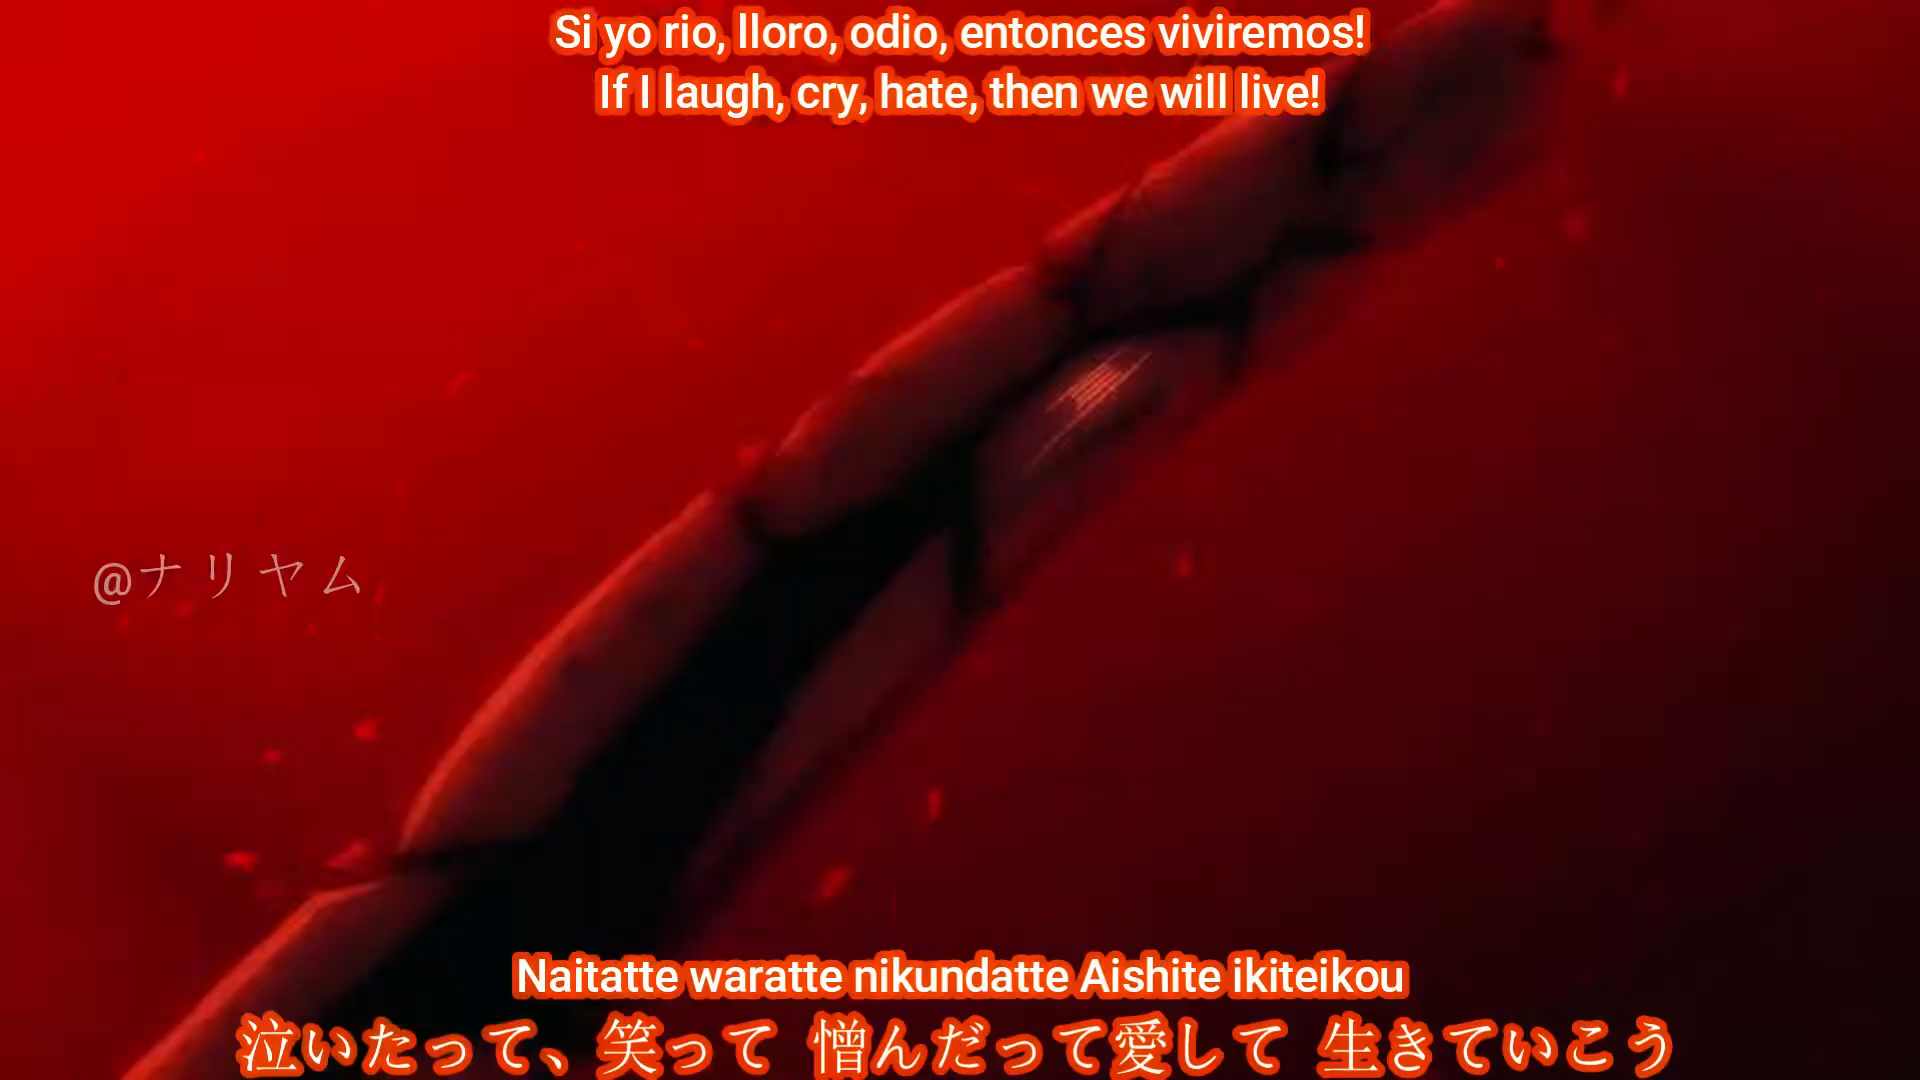 Si yo rio, lloro, odio, entonces viviremos!
If I laugh, cry, hate, then we will live!
@ナリヤム
Naitatte waratte nikundatte Aishite ikiteikou
泣いたって、笑って 憎んだって愛して 生きていこう